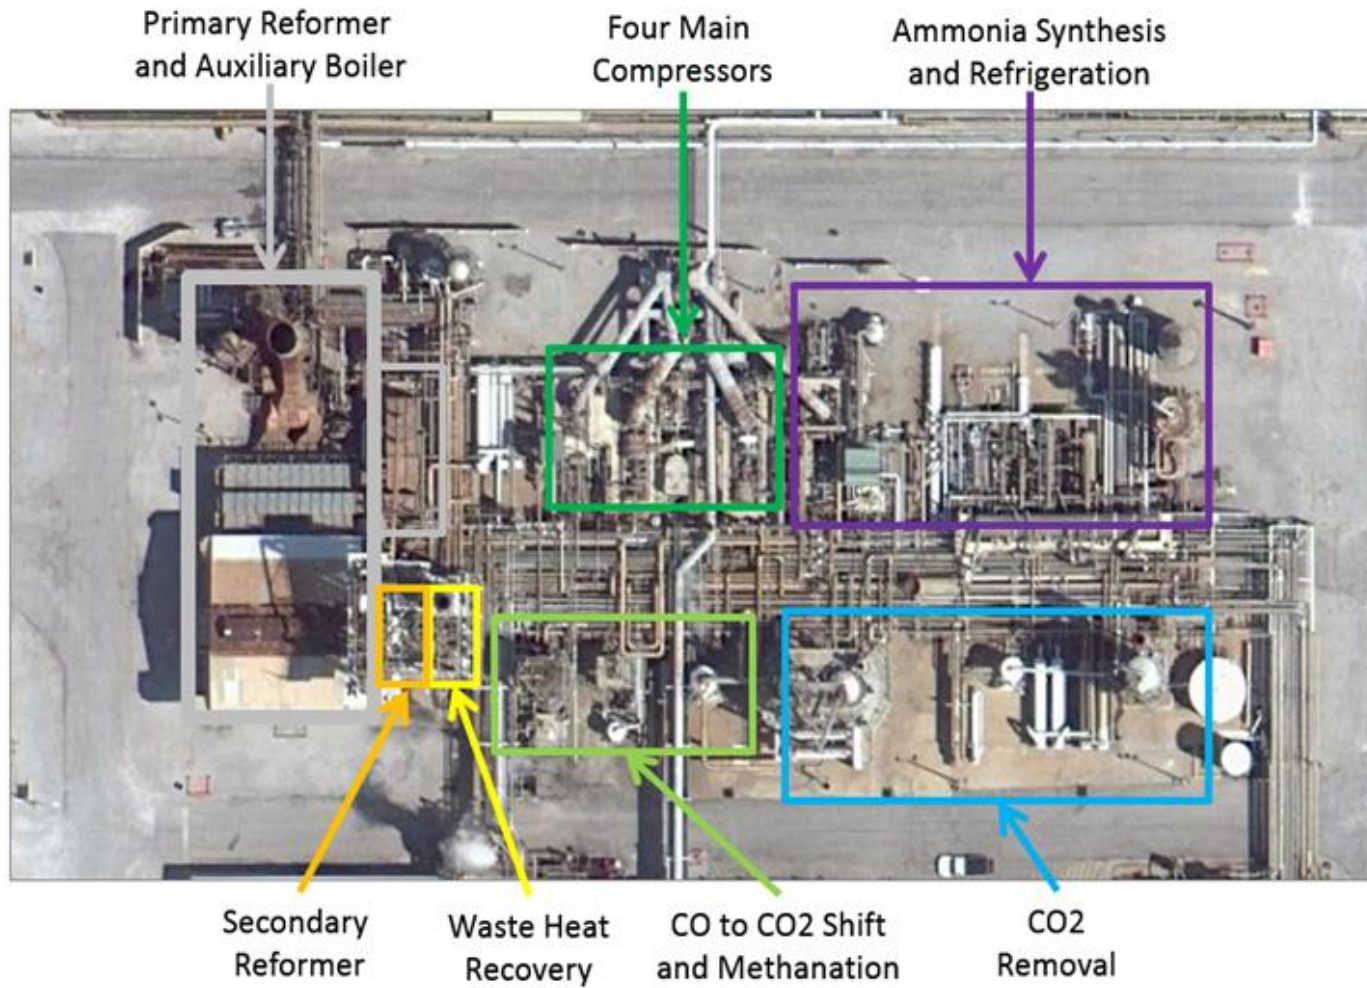 Primary Reformer
and Auxiliary Boiler
Four Main
Compressors
Ammonia Synthesis
and Refrigeration
Secondary
Reformer
Waste Heat
Recovery
CO to CO2 Shift
and Methanation
CO2
Removal